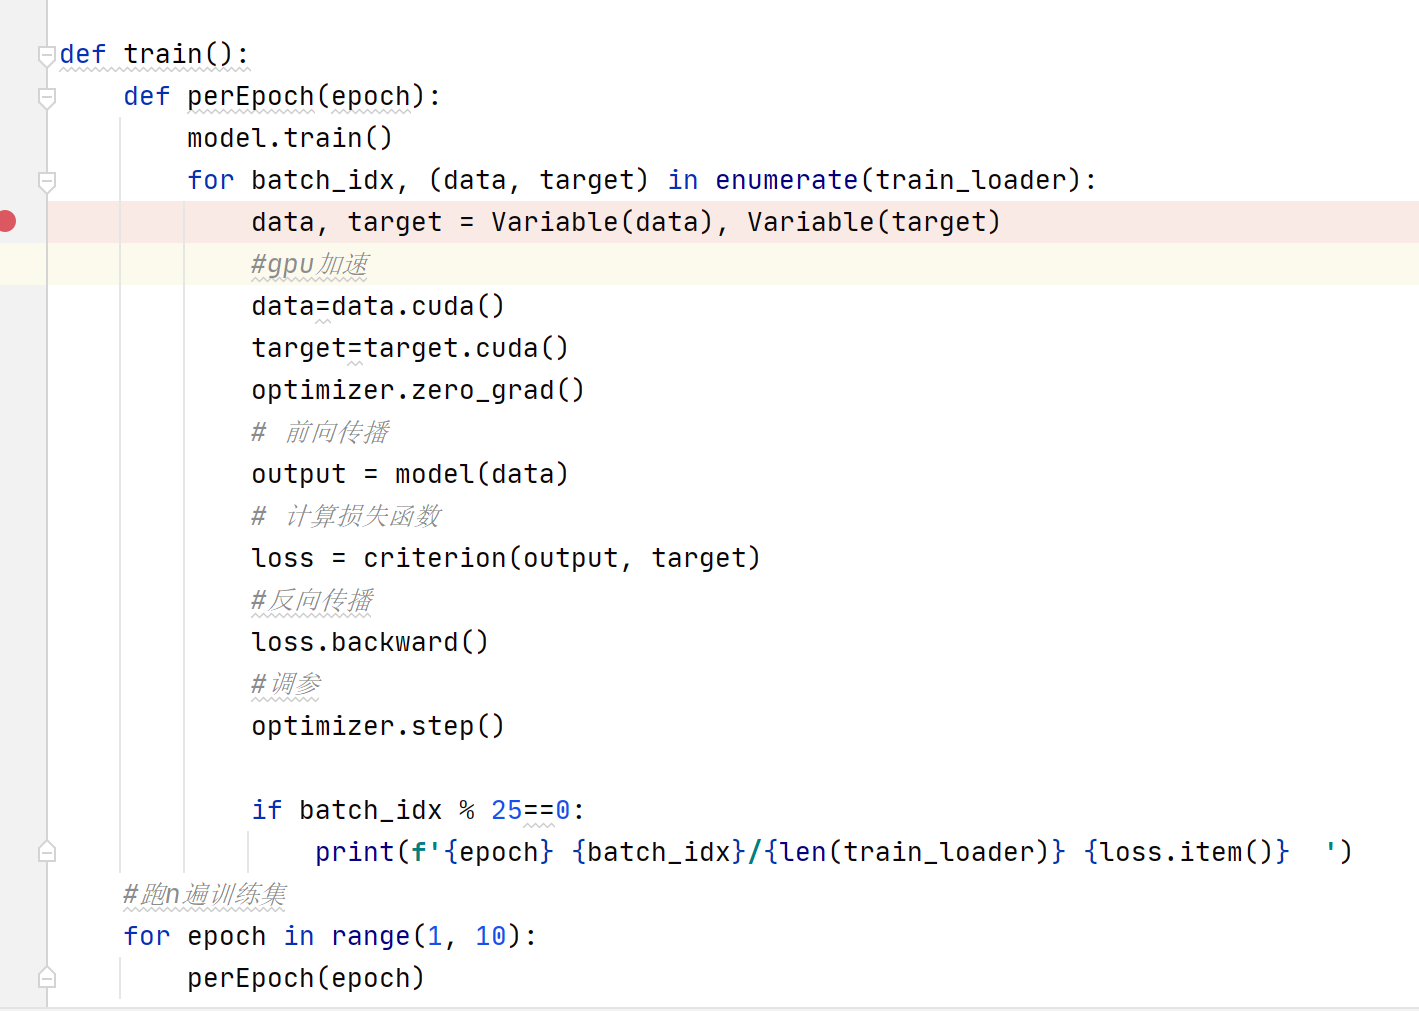 def train():
    def perEpoch(epoch):
        model.train()
        for batch_idx, (data, target) in enumerate(train_loader):
            data, target = Variable(data), Variable(target)
            #gpu加速
            data=data.cuda()
            target=target.cuda()
            optimizer.zero_grad()
            # 前向传播
            output = model(data)
            # 计算损失函数
            loss = criterion(output, target)
            #反向传播
            loss.backward()
            #调参
            optimizer.step()

            if batch_idx % 25==0:
                print(f'{epoch} {batch_idx}/{len(train_loader)} {loss.item()}  ')
    #跑n遍训练集
    for epoch in range(1, 10):
        perEpoch(epoch)